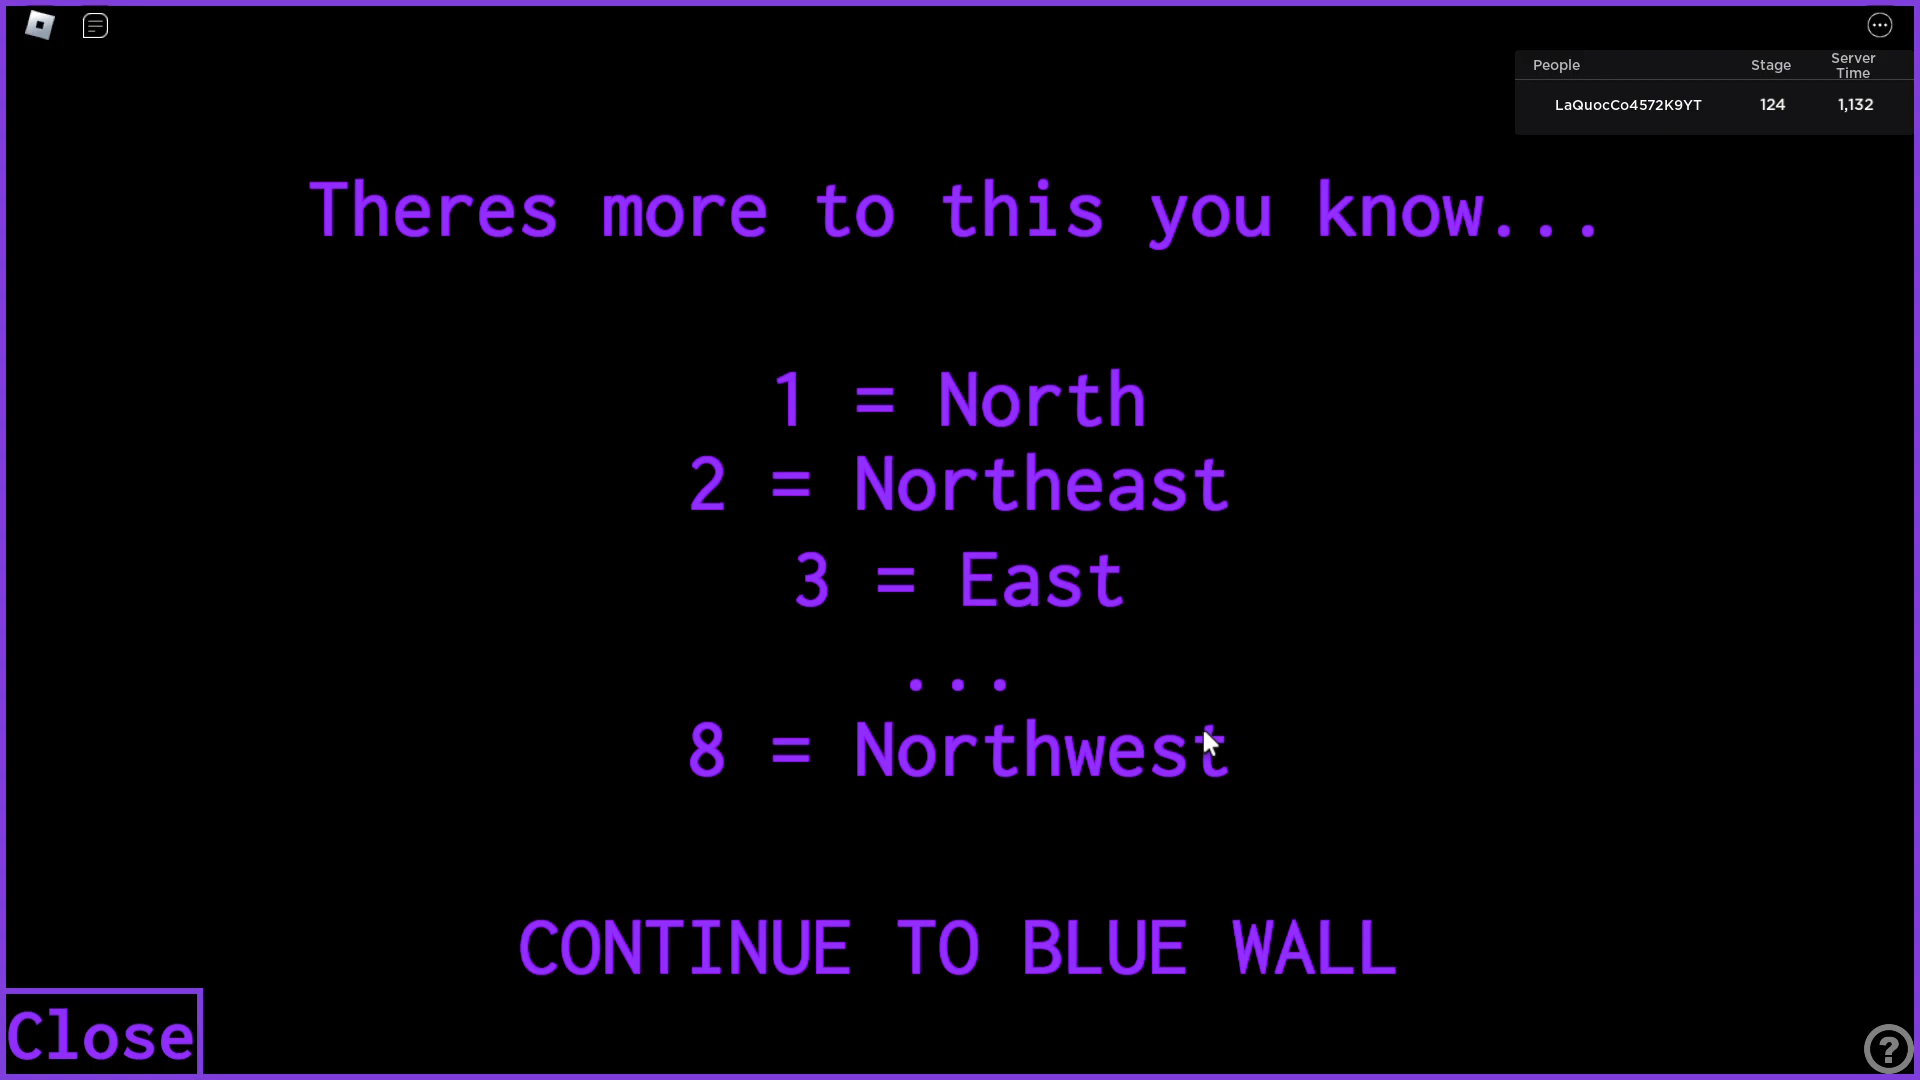 People Stage Server Time
LaQuocCo4572K9YT 124 1,132
Theres more to this you know...
1 = North
2 = Northeast
3 = East
...
8 = Northwest
CONTINUE TO BLUE WALL
Close
?